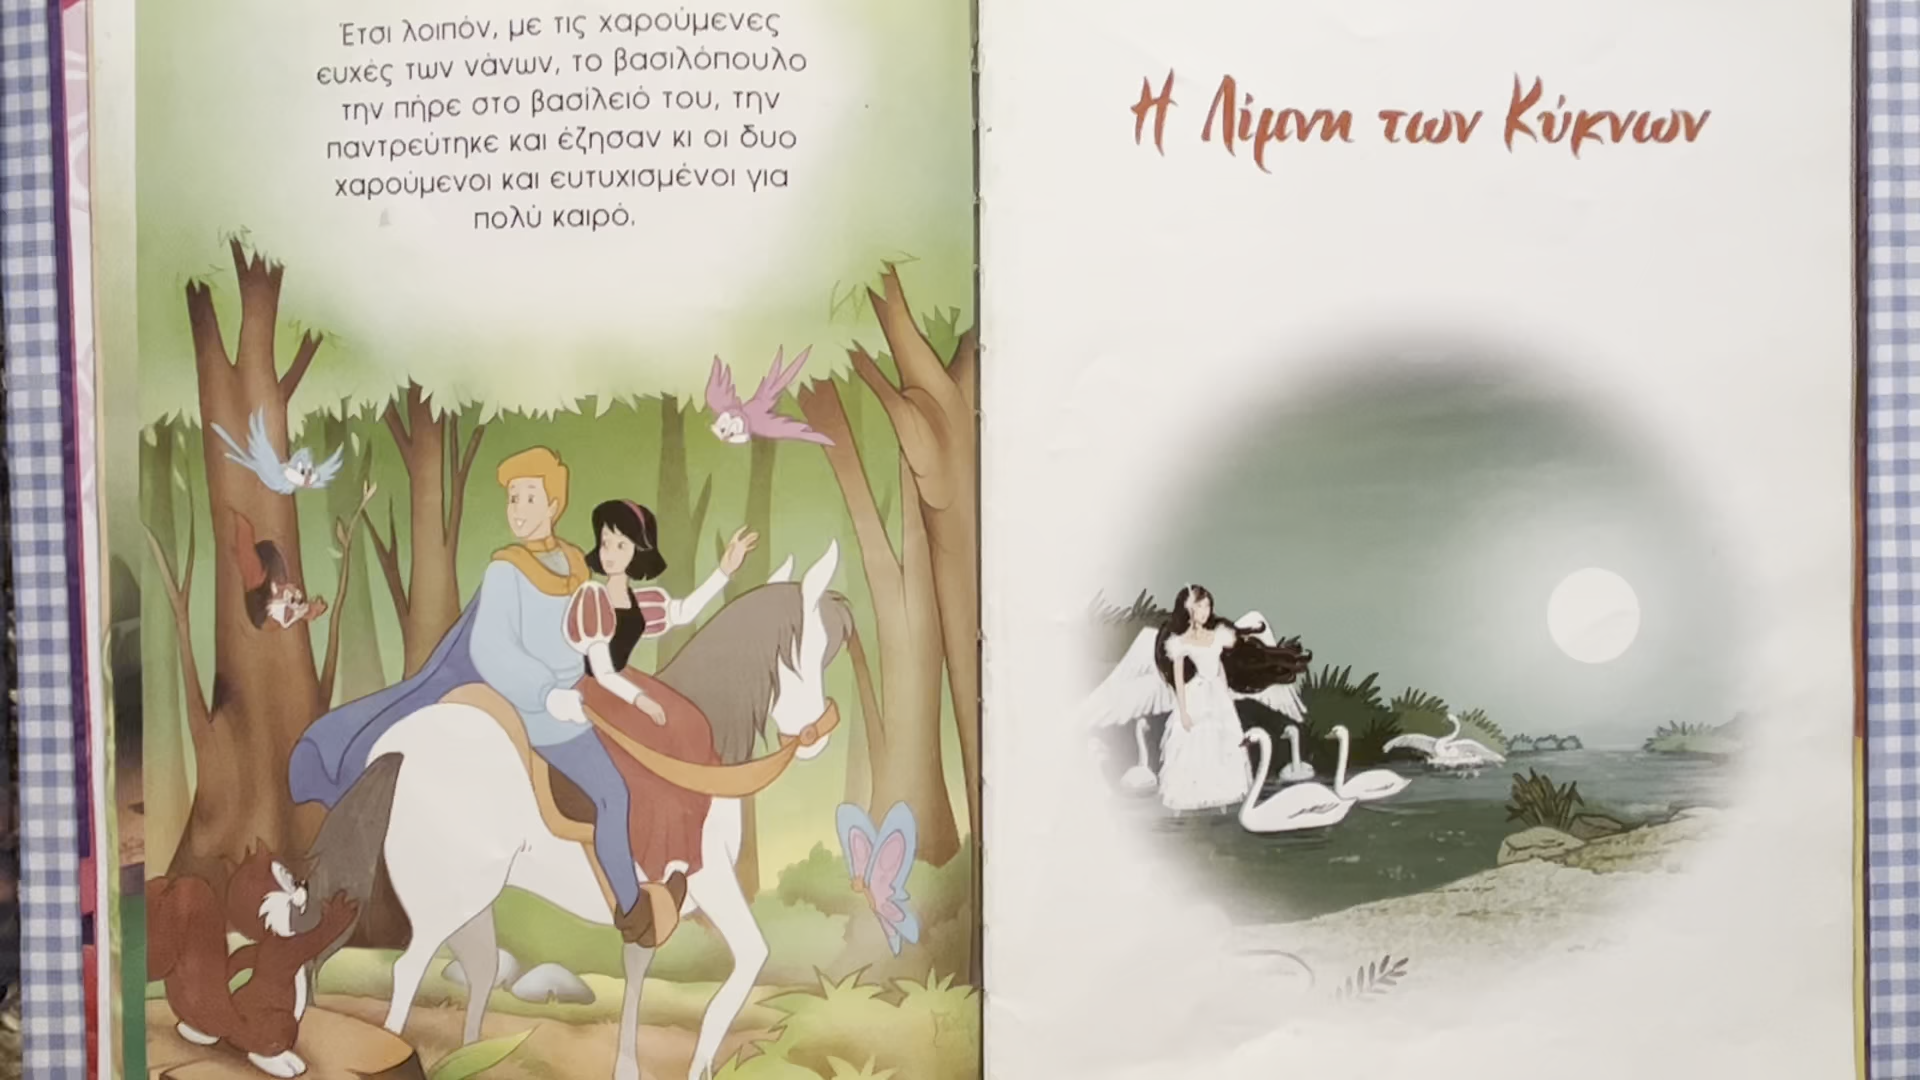 Έτσι λοιπόν, με τις χαρούμενες
ευχές των νάνων, το βασιλόπουλο
την πήρε στο βασίλειό του, την
παντρεύτηκε και έζησαν κι οι δυο
χαρούμενοι και ευτυχισμένοι για
πολύ καιρό.
Η Λίμνη των Κύκνων